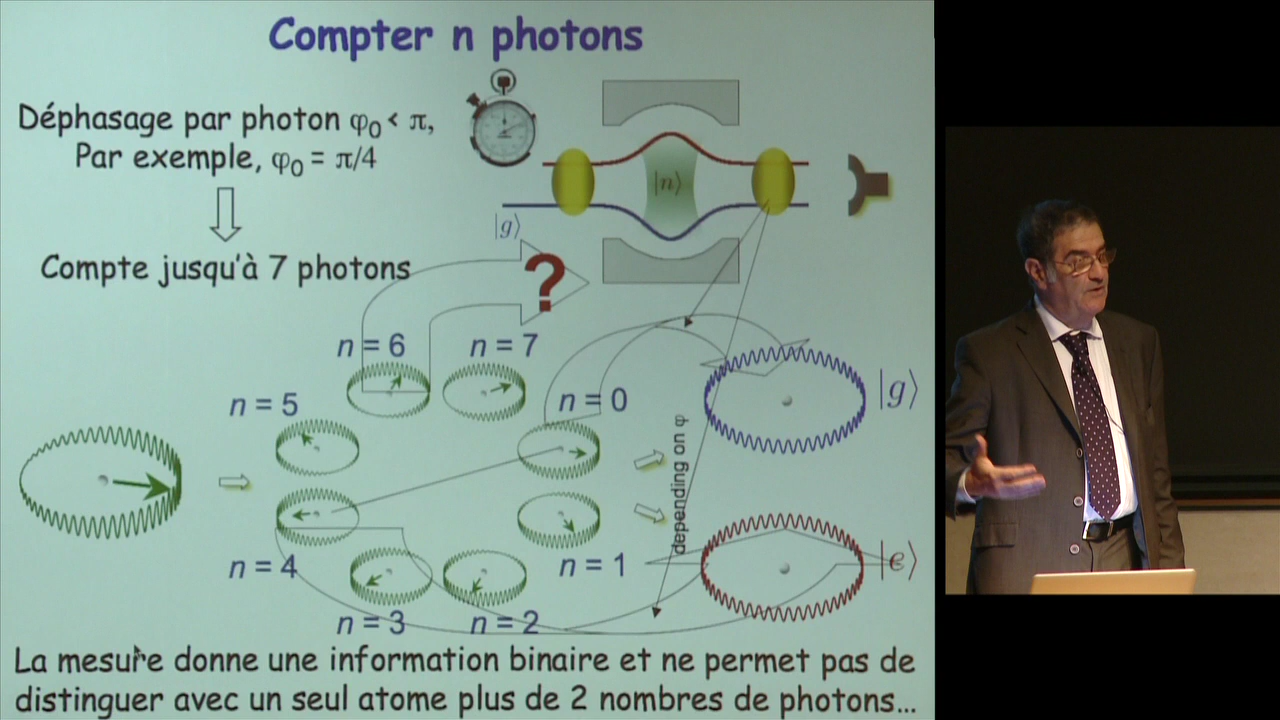 Compter n photons
Déphasage par photon φ₀ < π,
Par exemple, φ₀ = π/4
|n⟩
|g⟩
Compte jusqu'à 7 photons
?
n = 6
n = 7
n = 5
n = 0
|g⟩
depending on φ
n = 4
n = 1
|e⟩
n = 3
n = 2
La mesure donne une information binaire et ne permet pas de
distinguer avec un seul atome plus de 2 nombres de photons...